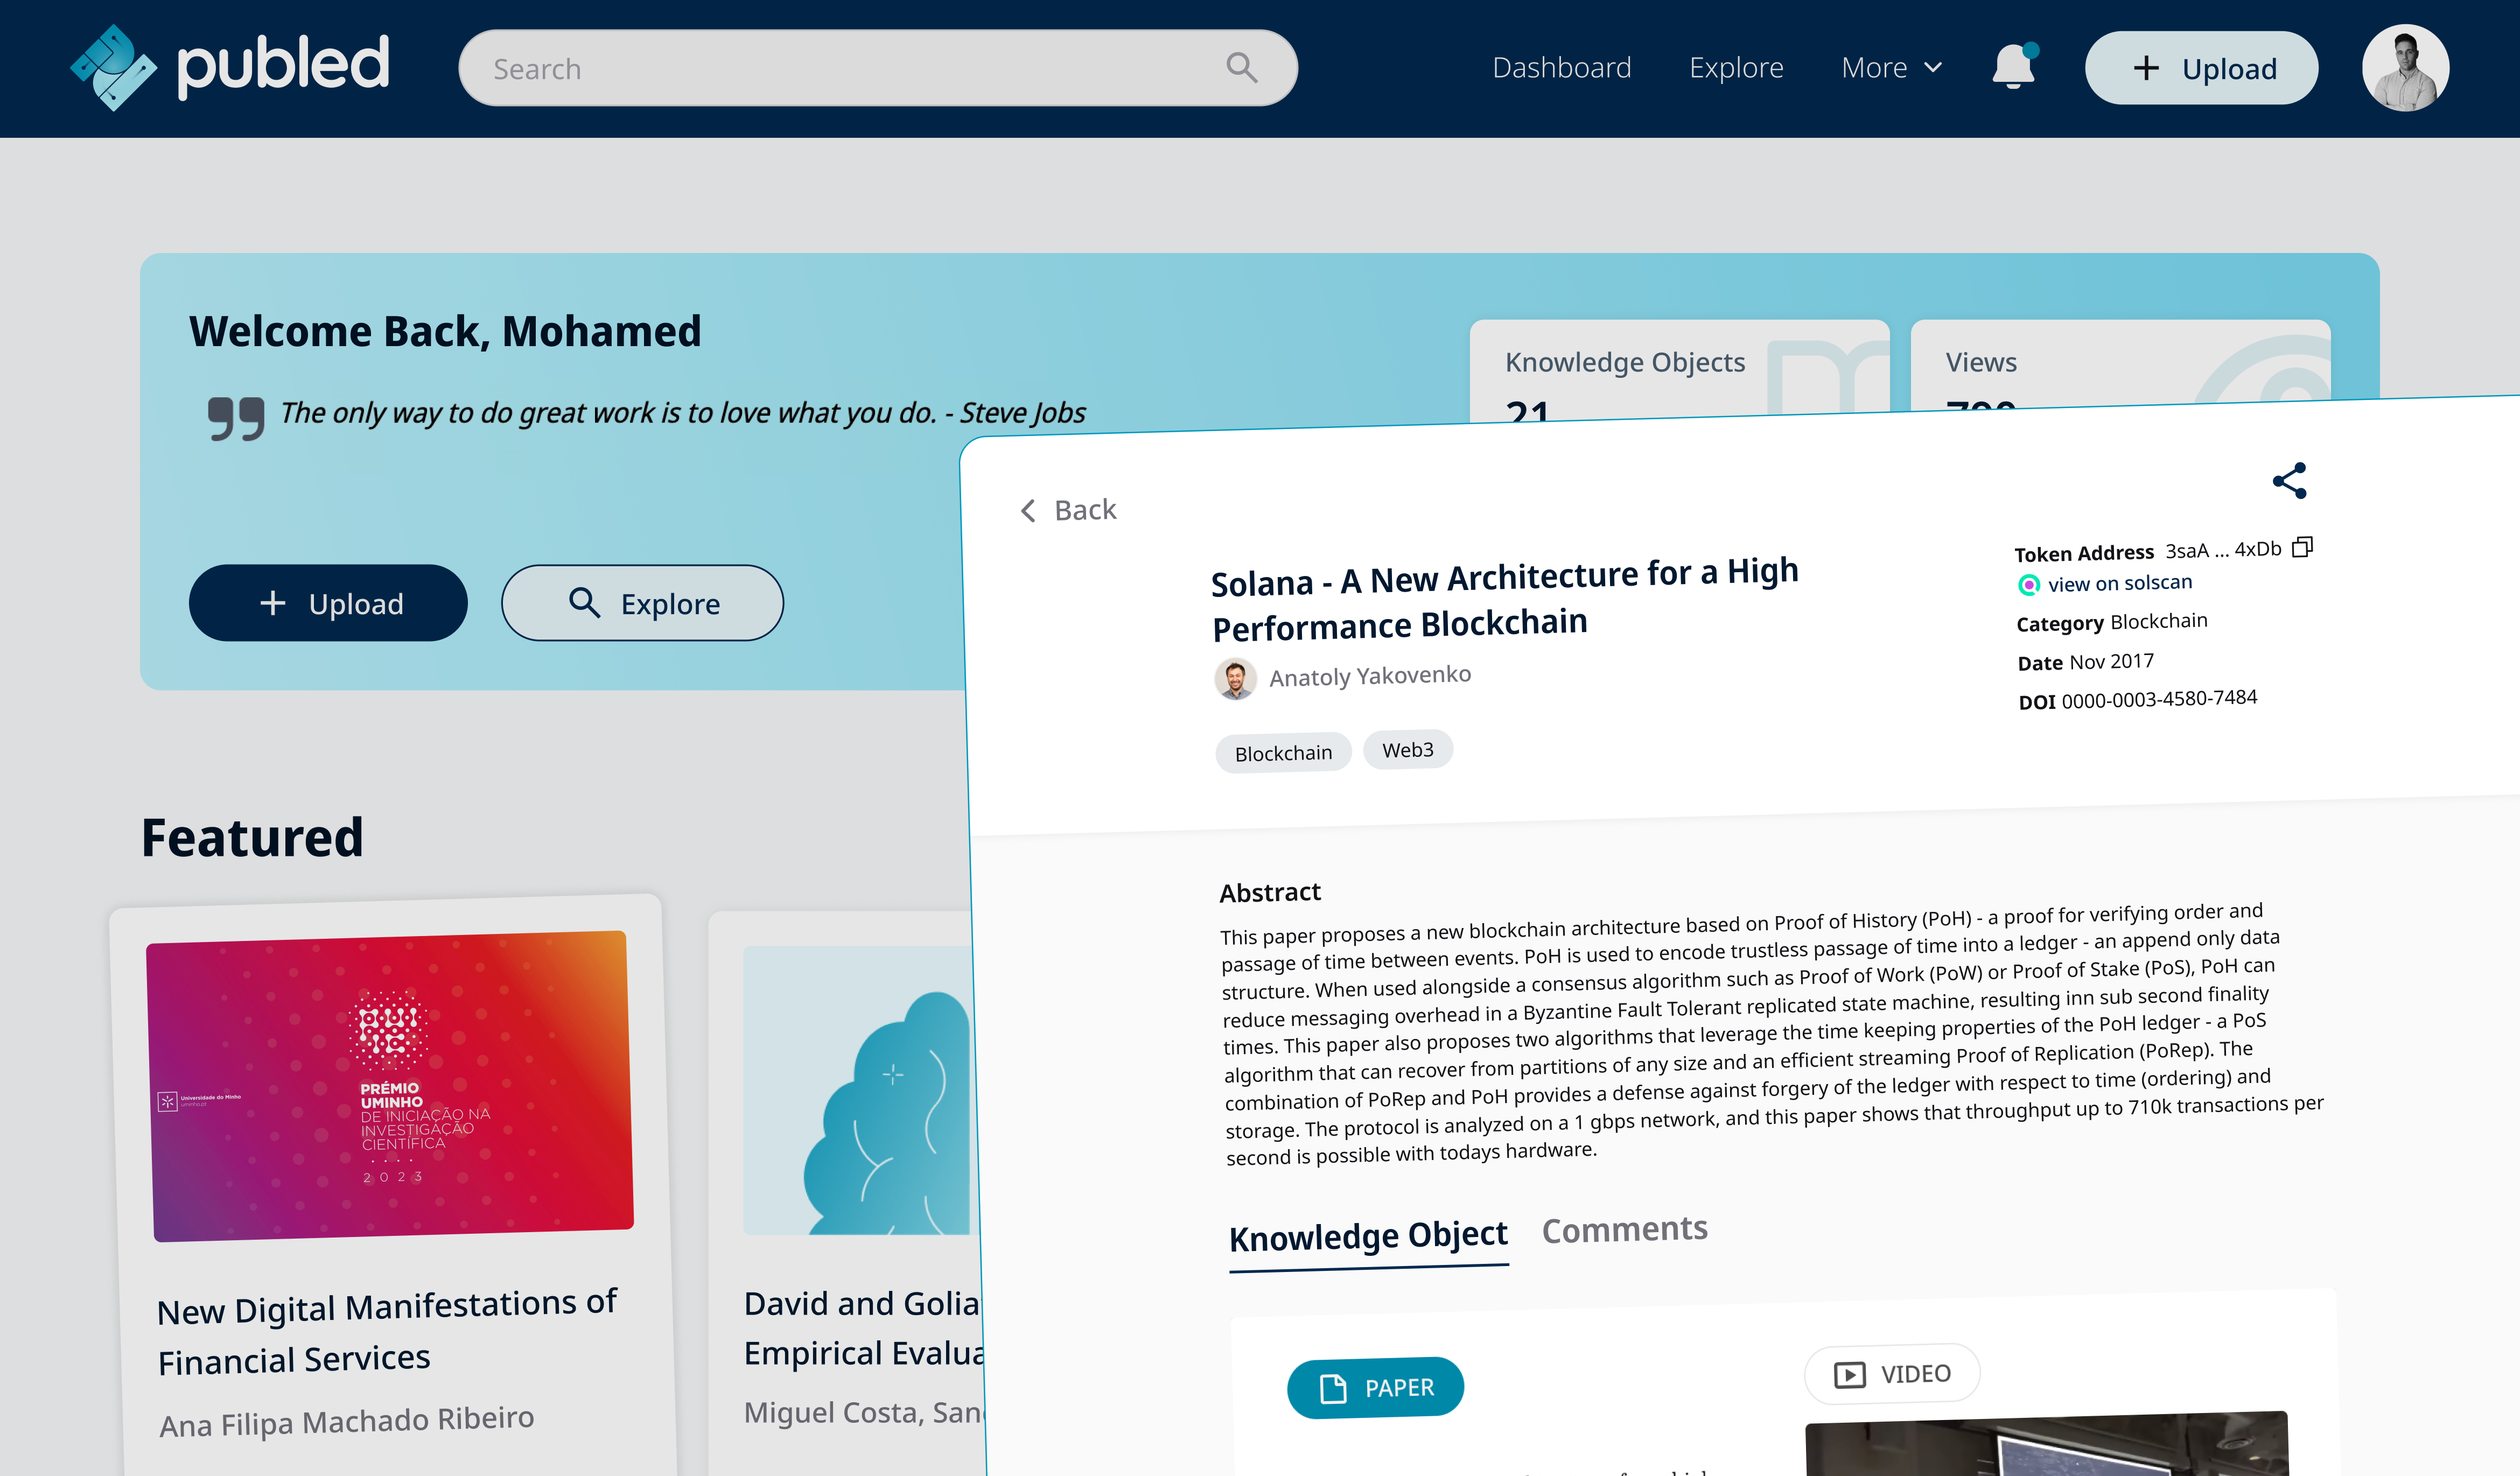 publed
Search
Dashboard
Explore
More
Upload
Welcome Back, Mohamed
The only way to do great work is to love what you do. - Steve Jobs
Upload
Explore
Knowledge Objects
21
Views
Featured
PRÉMIO
UMINHO
DE INICIAÇÃO NA
INVESTIGAÇÃO
CIENTÍFICA
2023
Universidade do Minho
uminho.pt
New Digital Manifestations of
Financial Services
Ana Filipa Machado Ribeiro
David and
Empirical
Miguel Costa,
Back
Solana - A New Architecture for a High
Performance Blockchain
Anatoly Yakovenko
Blockchain
Web3
Token Address 3saA ... 4xDb
view on solscan
Category Blockchain
Date Nov 2017
DOI 0000-0003-4580-7484
Abstract
This paper proposes a new blockchain architecture based on Proof of History (PoH) - a proof for verifying order and
passage of time between events. PoH is used to encode trustless passage of time into a ledger - an append only data
structure. When used alongside a consensus algorithm such as Proof of Work (PoW) or Proof of Stake (PoS), PoH can
reduce messaging overhead in a Byzantine Fault Tolerant replicated state machine, resulting inn sub second finality
times. This paper also proposes two algorithms that leverage the time keeping properties of the PoH ledger - a PoS
algorithm that can recover from partitions of any size and an efficient streaming Proof of Replication (PoRep). The
combination of PoRep and PoH provides a defense against forgery of the ledger with respect to time (ordering) and
storage. The protocol is analyzed on a 1 gbps network, and this paper shows that throughput up to 710k transactions per
second is possible with todays hardware.
Knowledge Object
Comments
PAPER
VIDEO